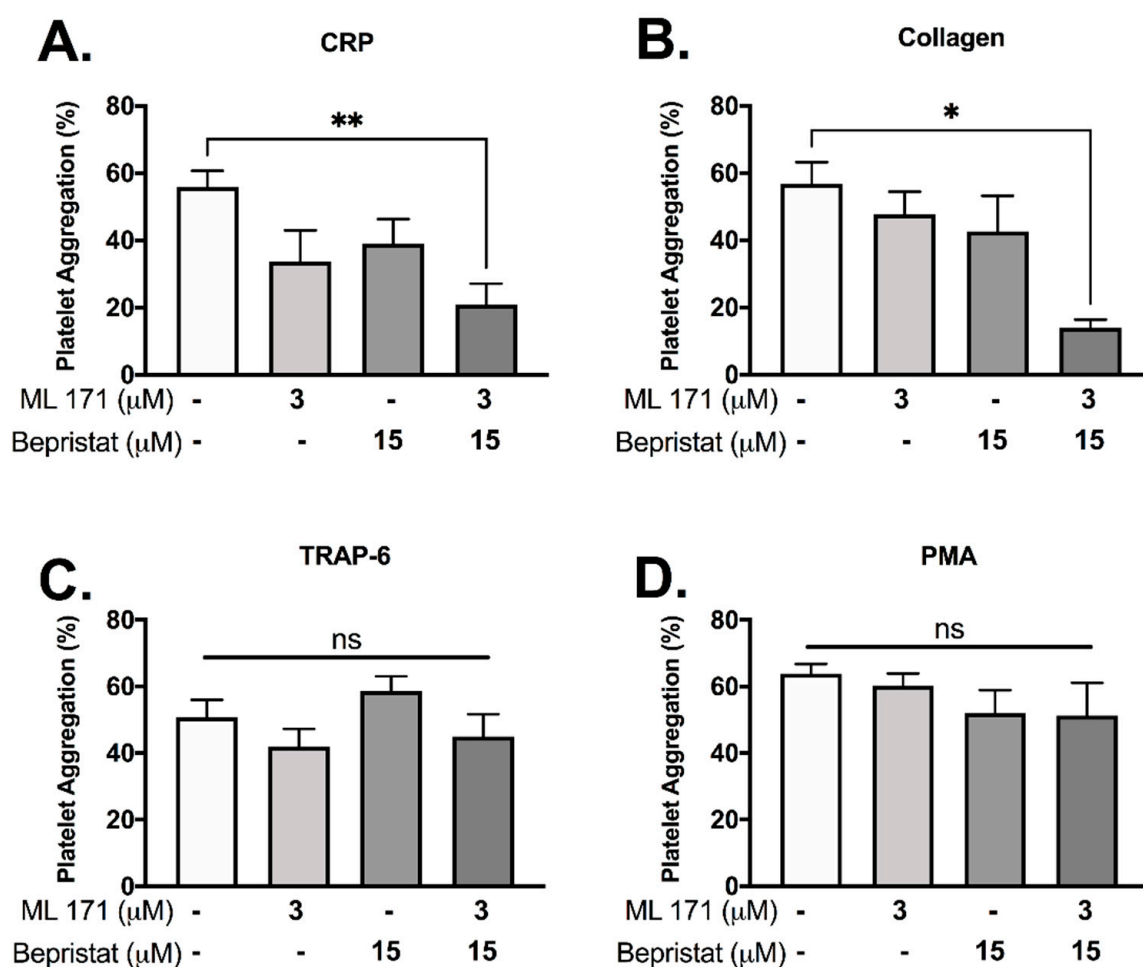 A.
CRP
Platelet Aggregation (%)
80
60
40
20
0
**
ML 171 (μM) - 3 - 3
Bepristat (μM) - - 15 15
B.
Collagen
Platelet Aggregation (%)
80
60
40
20
0
*
ML 171 (μM) - 3 - 3
Bepristat (μM) - - 15 15
C.
TRAP-6
Platelet Aggregation (%)
80
60
40
20
0
ns
ML 171 (μM) - 3 - 3
Bepristat (μM) - - 15 15
D.
PMA
Platelet Aggregation (%)
80
60
40
20
0
ns
ML 171 (μM) - 3 - 3
Bepristat (μM) - - 15 15